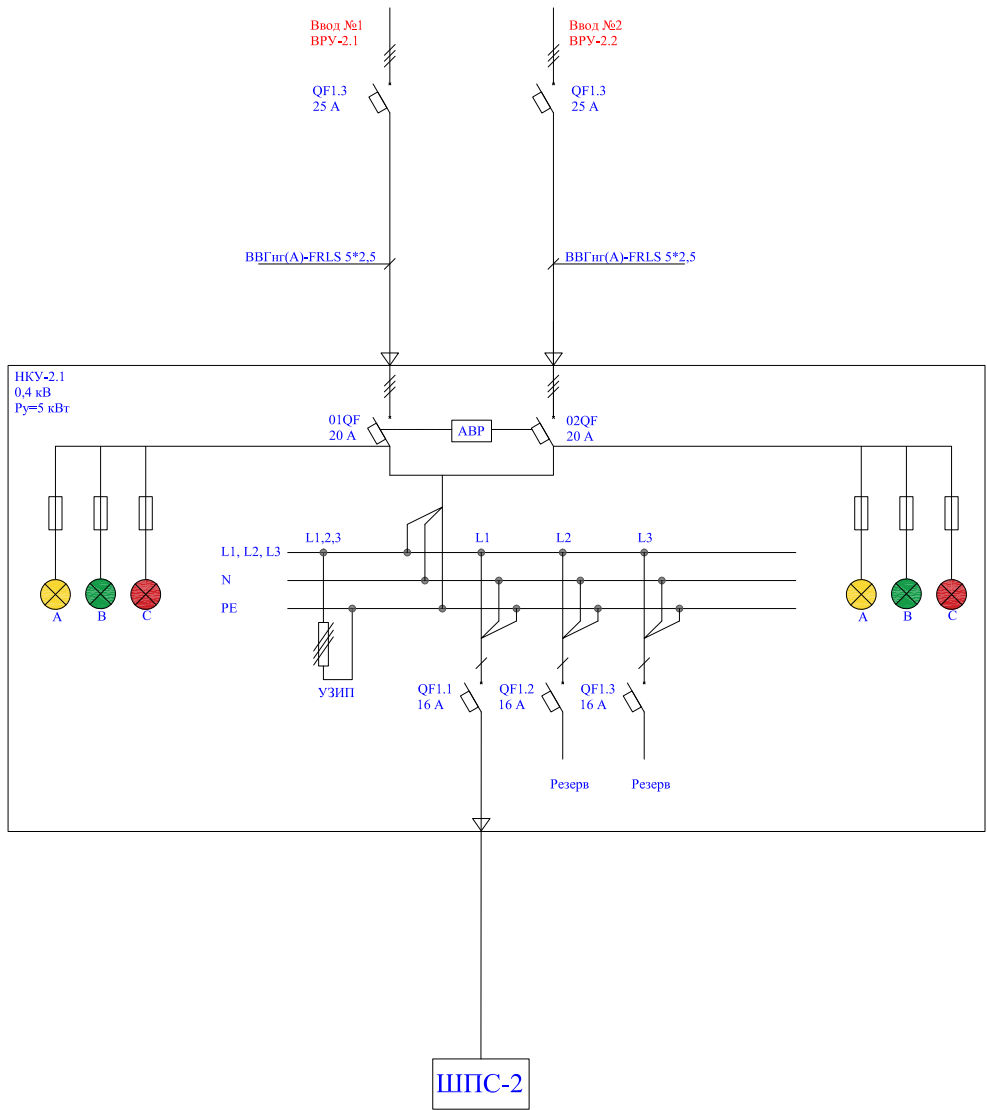 Ввод №1
ВРУ-2.1
Ввод №2
ВРУ-2.2
QF1.3
25 А
QF1.3
25 А
ВВГнг(А)-FRLS 5*2,5
ВВГнг(А)-FRLS 5*2,5
НКУ-2.1
0,4 кВ
Ру=5 кВт
01QF
20 А
АВР
02QF
20 А
L1,2,3
L1
L2
L3
L1, L2, L3
N
PE
А
В
С
А
В
С
УЗИП
QF1.1
16 А
QF1.2
16 А
QF1.3
16 А
Резерв
Резерв
ШПС-2